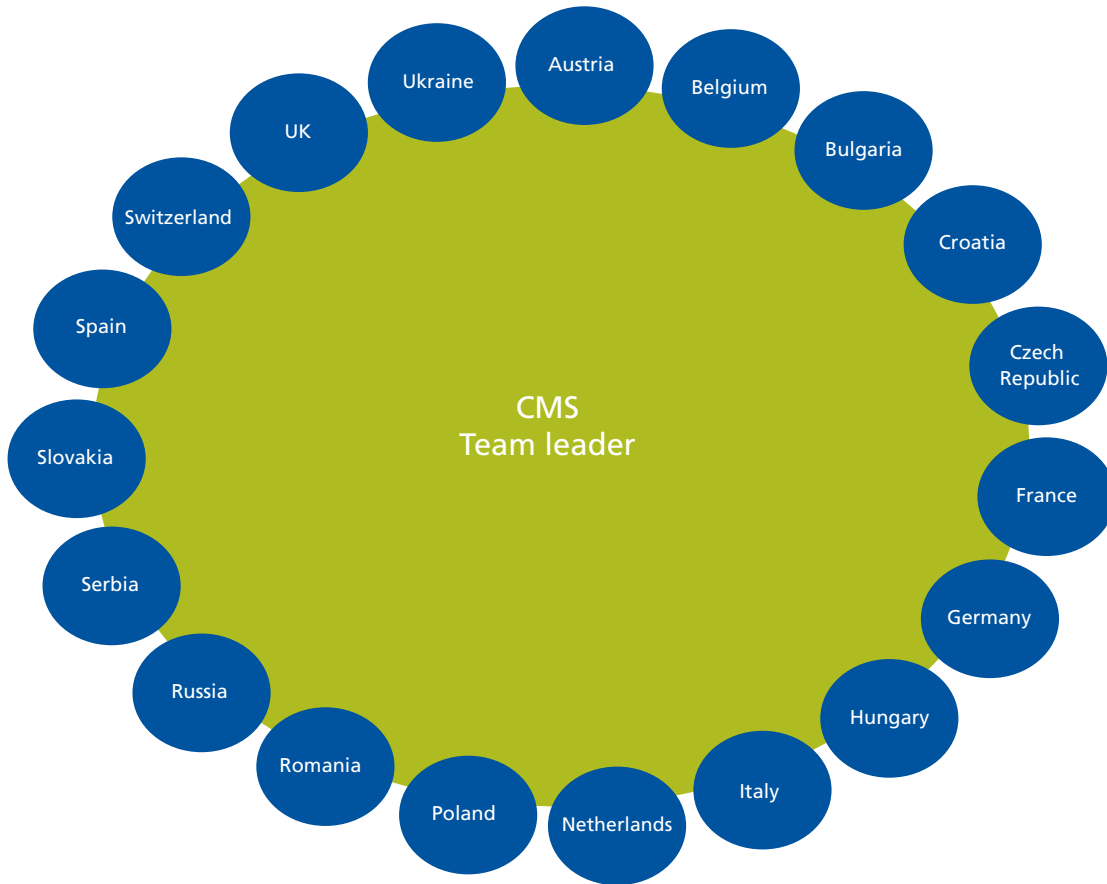 Austria
Belgium
Bulgaria
Croatia
Czech
Republic
France
Germany
Hungary
Italy
Netherlands
Poland
Romania
Russia
Serbia
Slovakia
Spain
Switzerland
UK
Ukraine
CMS
Team leader